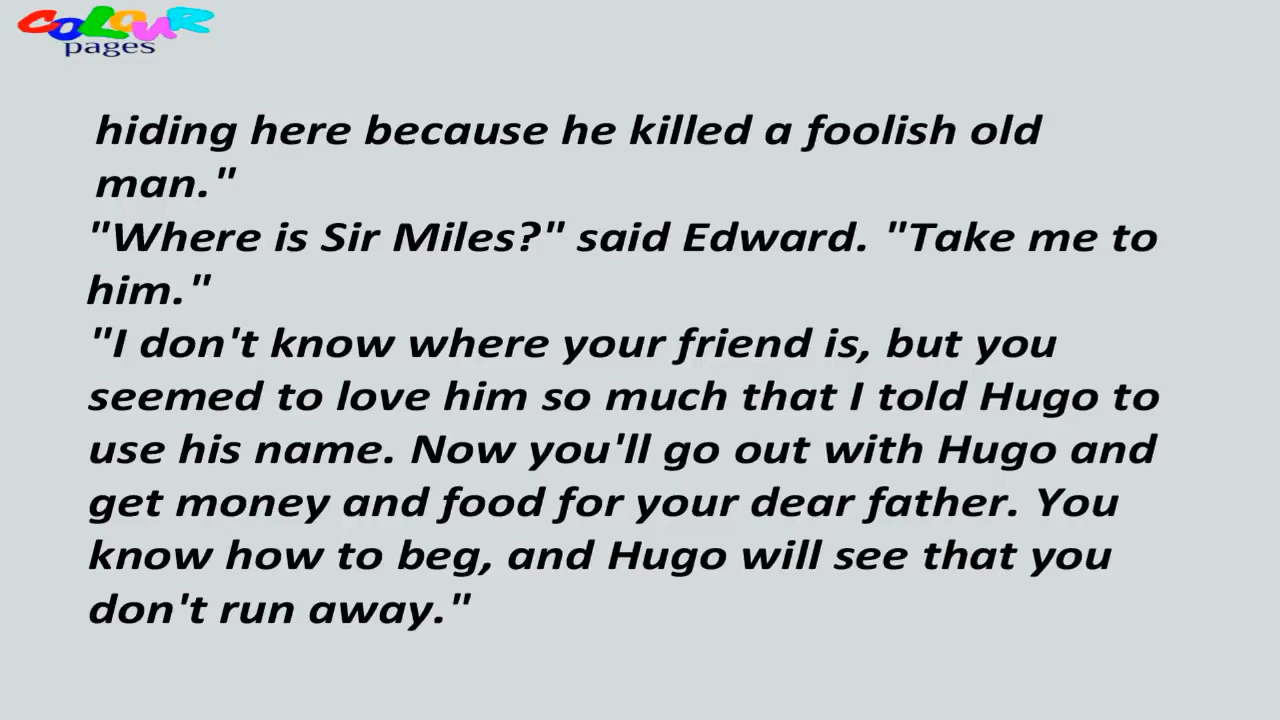 COLOUR
pages
hiding here because he killed a foolish old
man."
"Where is Sir Miles?" said Edward. "Take me to
him."
"I don't know where your friend is, but you
seemed to love him so much that I told Hugo to
use his name. Now you'll go out with Hugo and
get money and food for your dear father. You
know how to beg, and Hugo will see that you
don't run away."